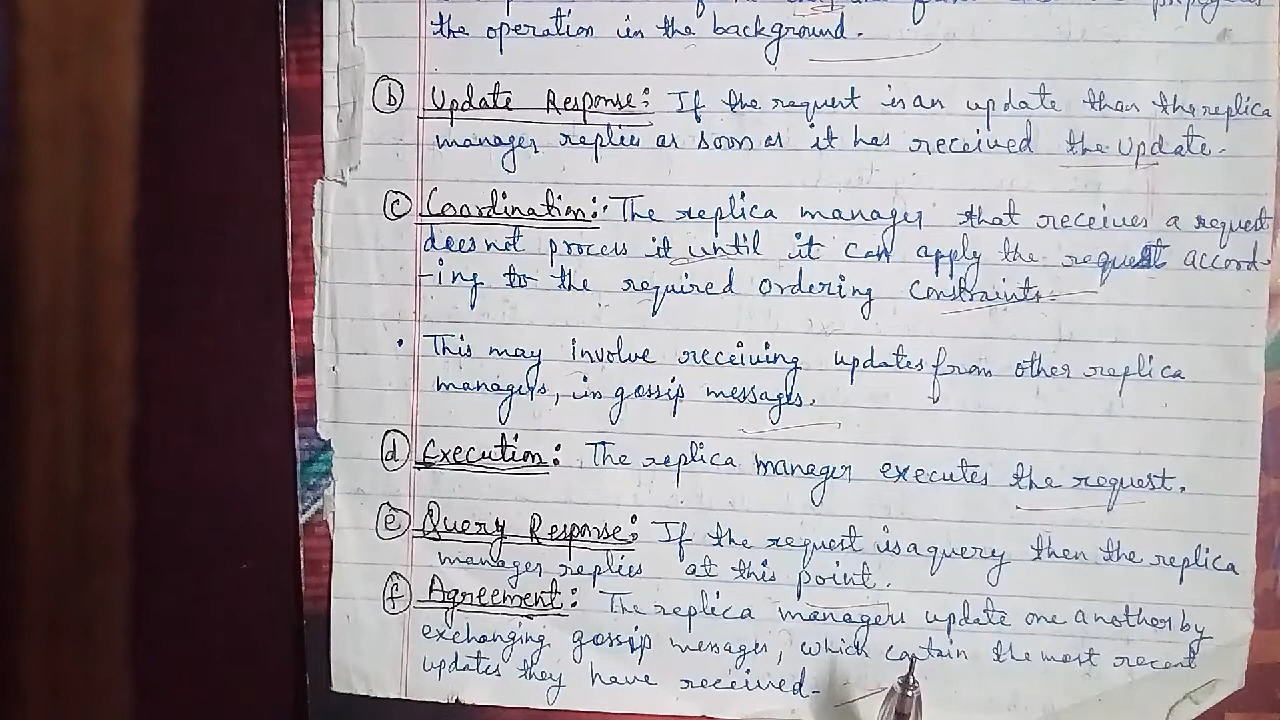 the operation in the background.
(b) Update Response: If the request is an update than the replica
manager replies as soon as it has received the update.
(c) Coordination:- The replica manager that receives a request
does not process it until it can apply the request accord-
-ing to the required ordering constraints.
• This may involve receiving updates from other replica
managers, in gossip messages.
(d) Execution: The replica manager executes the request.
(e) Query Response: If the request is a query then the replica
manager replies at this point.
(f) Agreement: The replica managers update one another by
exchanging gossip messages, which contain the most recent
updates they have received.